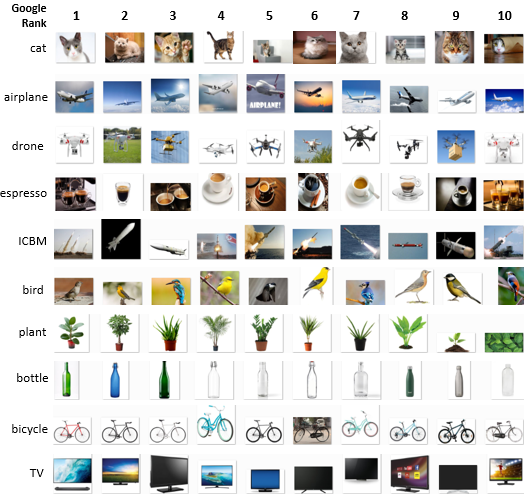 Google
Rank 1 2 3 4 5 6 7 8 9 10
cat
airplane
AIRPLANE!
drone
espresso
ICBM
bird
plant
bottle
bicycle
TV